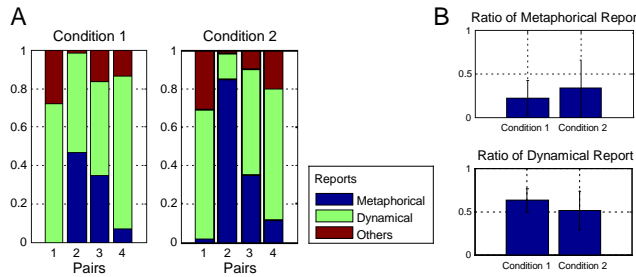 A
Condition 1
Condition 2
1
0.8
0.6
0.4
0.2
0
1 2 3 4
Pairs
1 2 3 4
Pairs
Reports
Metaphorical
Dynamical
Others
B
Ratio of Metaphorical Repor
1
0.5
0
Condition 1 Condition 2
Ratio of Dynamical Report
1
0.5
0
Condition 1 Condition 2